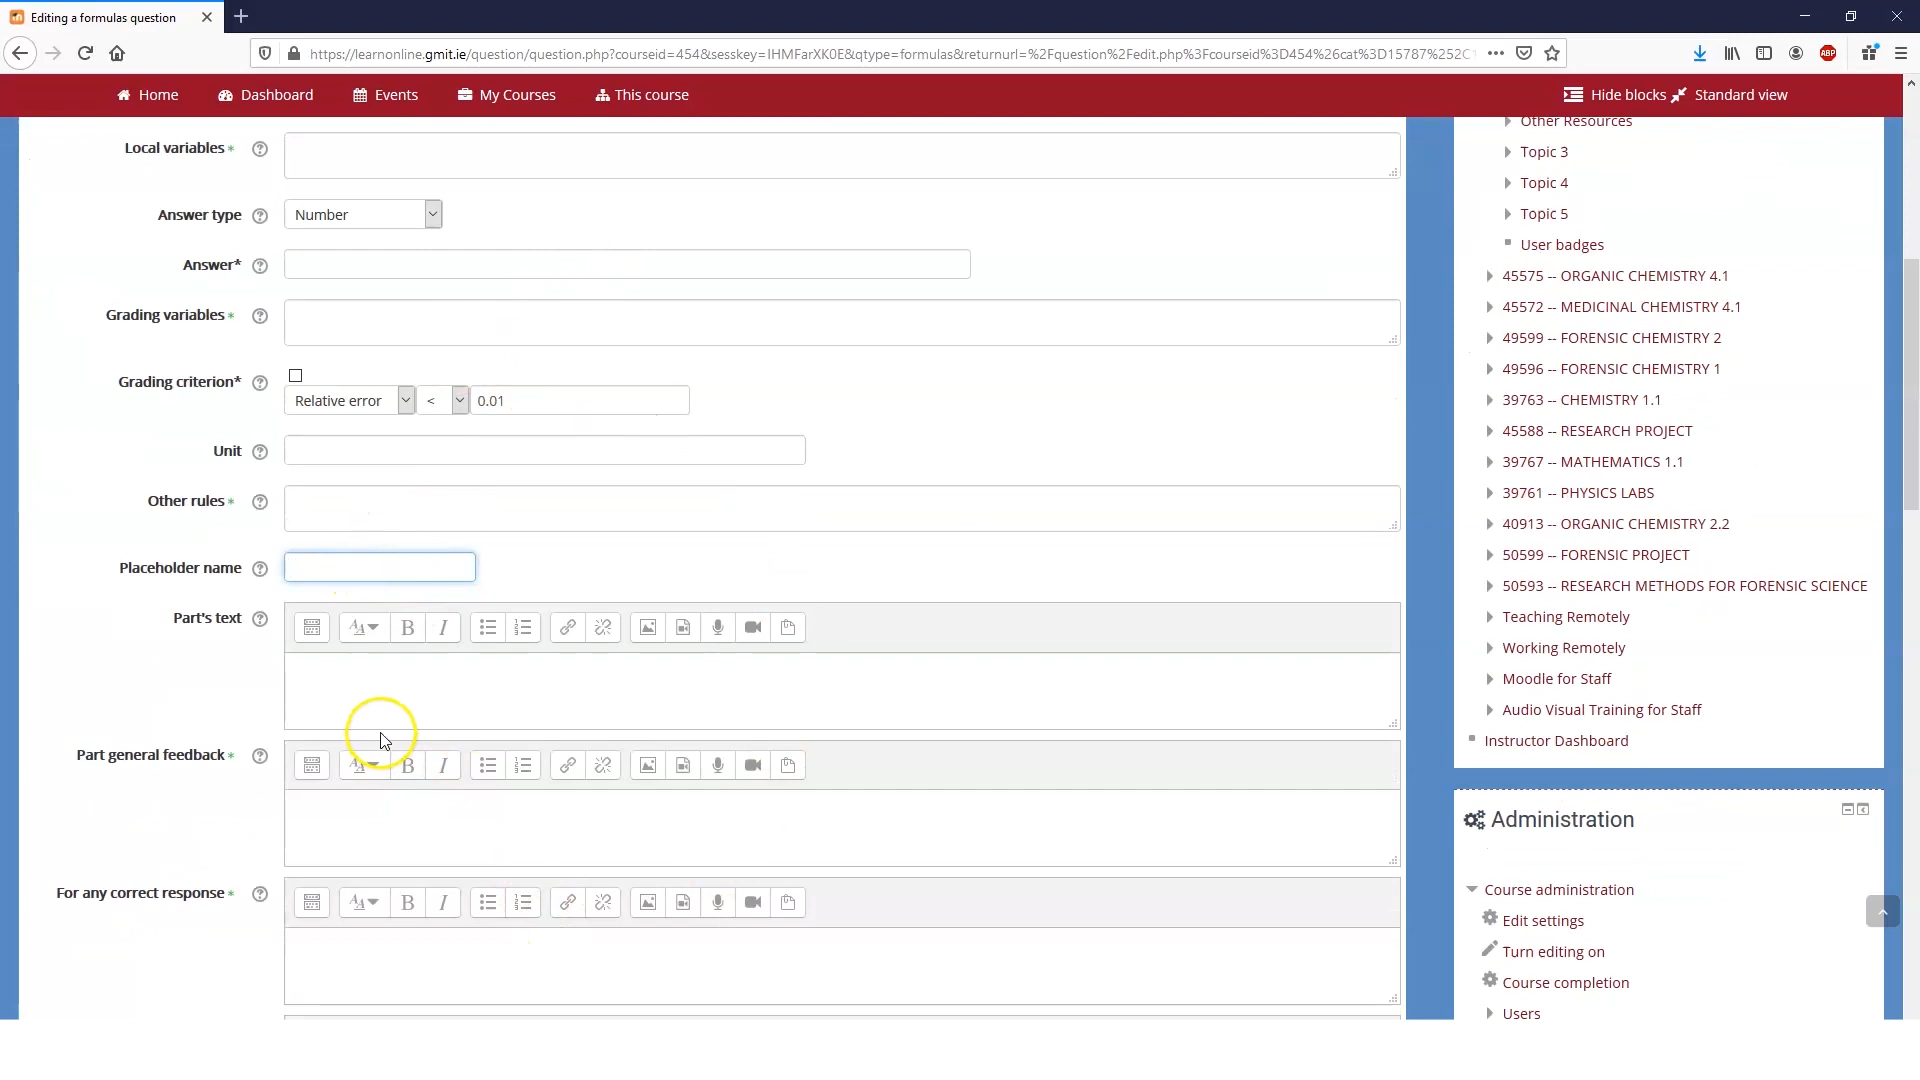 Editing a formulas question
https://learnonline.gmit.ie/question/question.php?courseid=454&sesskey=IHMFarXK0E&qtype=formulas&returnurl=%2Fquestion%2Fedit.php%3Fcourseid%3D454%26cat%3D15787%252C1
ABP
Home Dashboard Events My Courses This course Hide blocks Standard view
Local variables
Answer type Number
Answer*
Grading variables
Grading criterion*
Relative error < 0.01
Unit
Other rules
Placeholder name
Part's text
B I
Part general feedback
B I
For any correct response
B I
Other Resources
Topic 3
Topic 4
Topic 5
User badges
45575 -- ORGANIC CHEMISTRY 4.1
45572 -- MEDICINAL CHEMISTRY 4.1
49599 -- FORENSIC CHEMISTRY 2
49596 -- FORENSIC CHEMISTRY 1
39763 -- CHEMISTRY 1.1
45588 -- RESEARCH PROJECT
39767 -- MATHEMATICS 1.1
39761 -- PHYSICS LABS
40913 -- ORGANIC CHEMISTRY 2.2
50599 -- FORENSIC PROJECT
50593 -- RESEARCH METHODS FOR FORENSIC SCIENCE
Teaching Remotely
Working Remotely
Moodle for Staff
Audio Visual Training for Staff
Instructor Dashboard
Administration
Course administration
Edit settings
Turn editing on
Course completion
Users